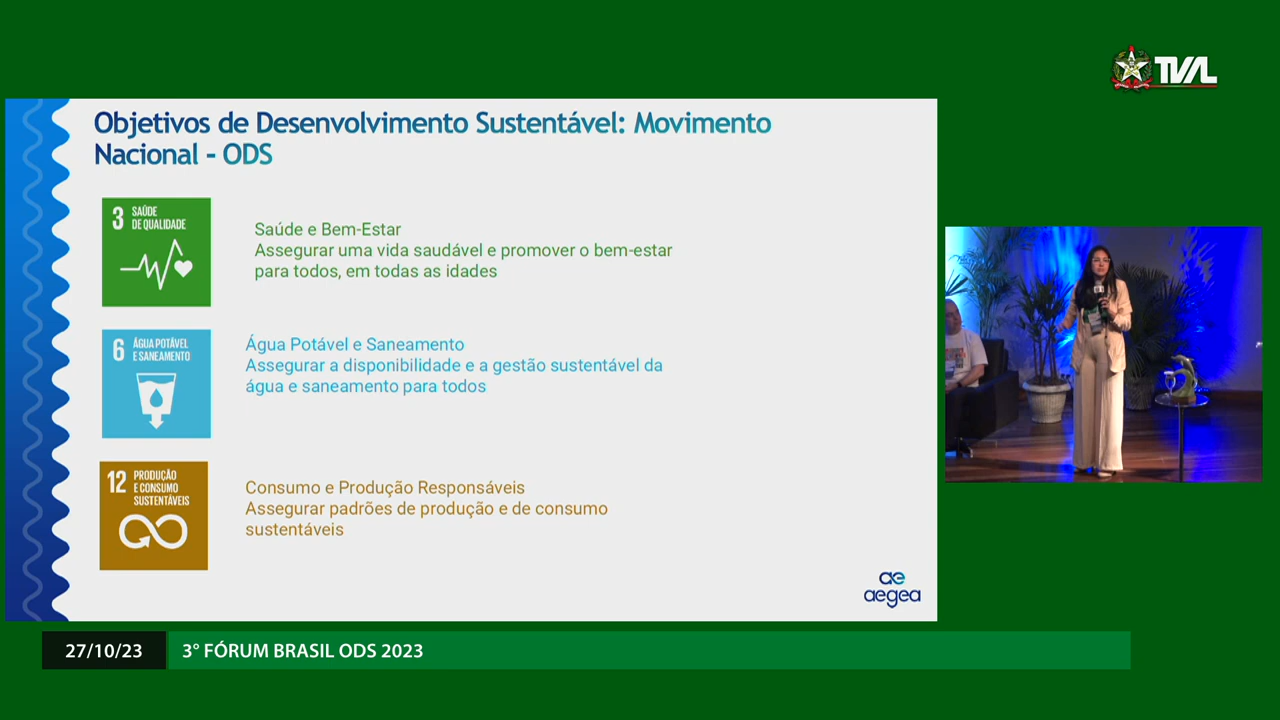 TVAL
Objetivos de Desenvolvimento Sustentável: Movimento
Nacional - ODS
3 SAÚDE
DE QUALIDADE
Saúde e Bem-Estar
Assegurar uma vida saudável e promover o bem-estar
para todos, em todas as idades
6 ÁGUA POTÁVEL
E SANEAMENTO
Água Potável e Saneamento
Assegurar a disponibilidade e a gestão sustentável da
água e saneamento para todos
12 PRODUÇÃO
E CONSUMO
SUSTENTÁVEIS
Consumo e Produção Responsáveis
Assegurar padrões de produção e de consumo
sustentáveis
ae
aegea
27/10/23
3° FÓRUM BRASIL ODS 2023